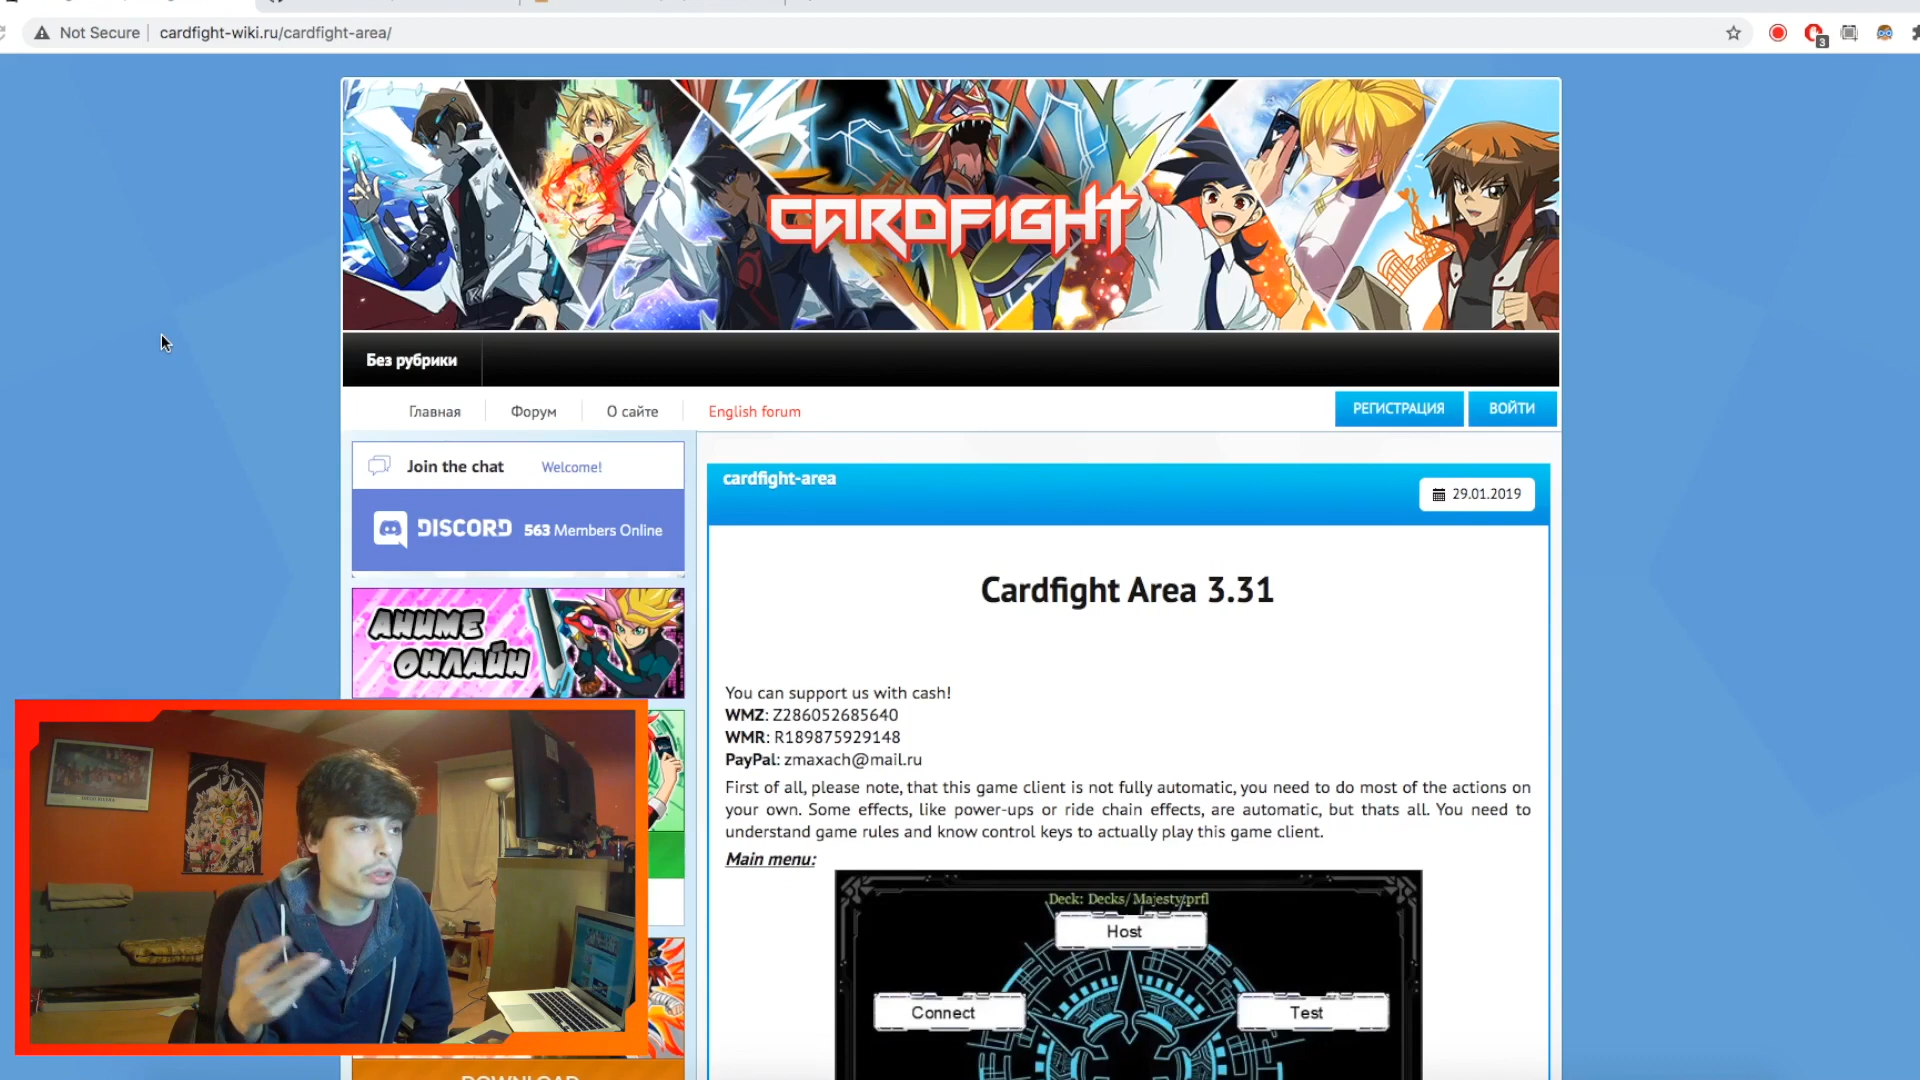 Not Secure
cardfight-wiki.ru/cardfight-area/
3
CARDFIGHT
Без рубрики
Главная
Форум
О сайте
English forum
РЕГИСТРАЦИЯ
ВОЙТИ
Join the chat
Welcome!
DISCORD
563 Members Online
АНИМЕ
ОНЛАЙН
cardfight-area
29.01.2019
Cardfight Area 3.31
You can support us with cash!
WMZ: Z286052685640
WMR: R189875929148
PayPal: zmaxach@mail.ru
First of all, please note, that this game client is not fully automatic, you need to do most of the actions on
your own. Some effects, like power-ups or ride chain effects, are automatic, but thats all. You need to
understand game rules and know control keys to actually play this game client.
Main menu:
Deck: Decks/Majesty.prfl
Host
Connect
Test
DOWNLOAD